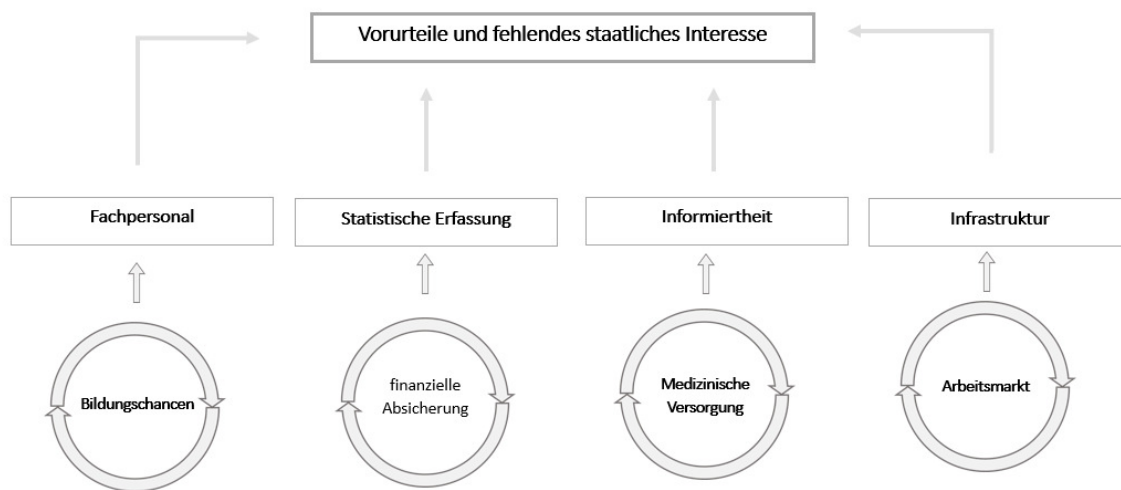 Vorurteile und fehlendes staatliches Interesse
Fachpersonal
Statistische Erfassung
Informiertheit
Infrastruktur
Bildungschancen
finanzielle
Absicherung
Medizinische
Versorgung
Arbeitsmarkt